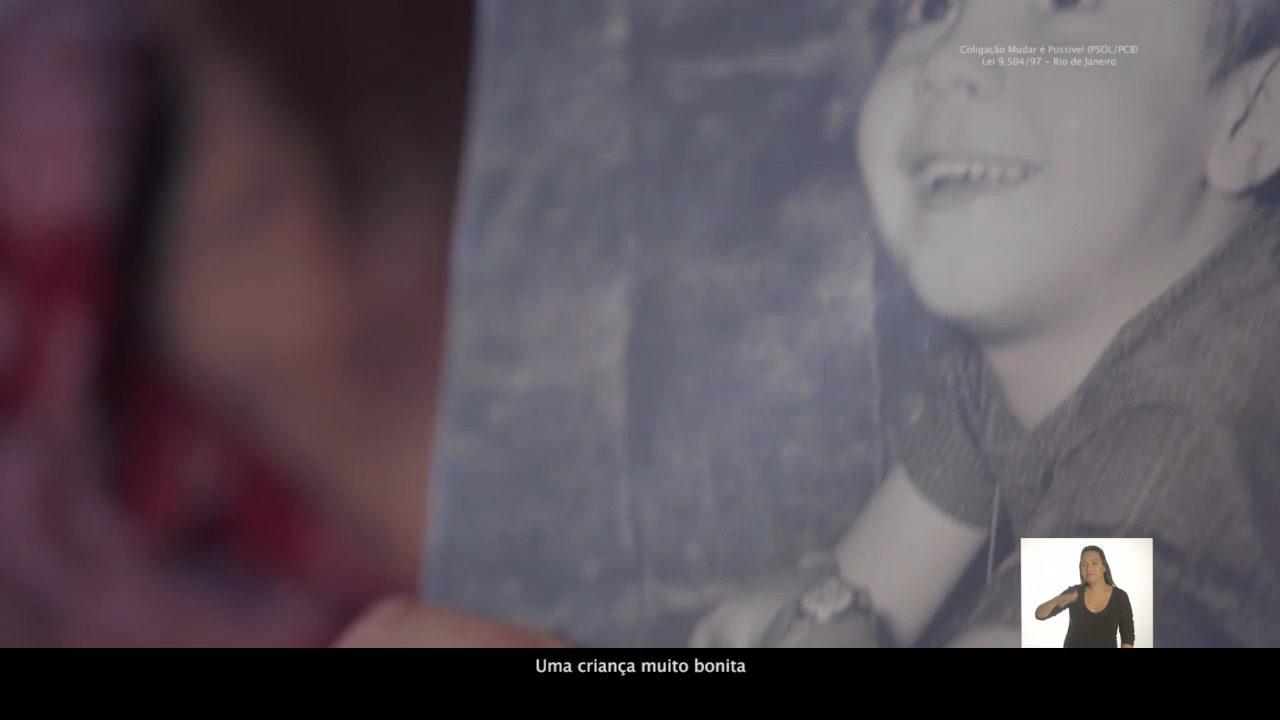 Coligação Mudar é Possível (PSOL/PCB)
Lei 9.504/97 - Rio de Janeiro
Uma criança muito bonita